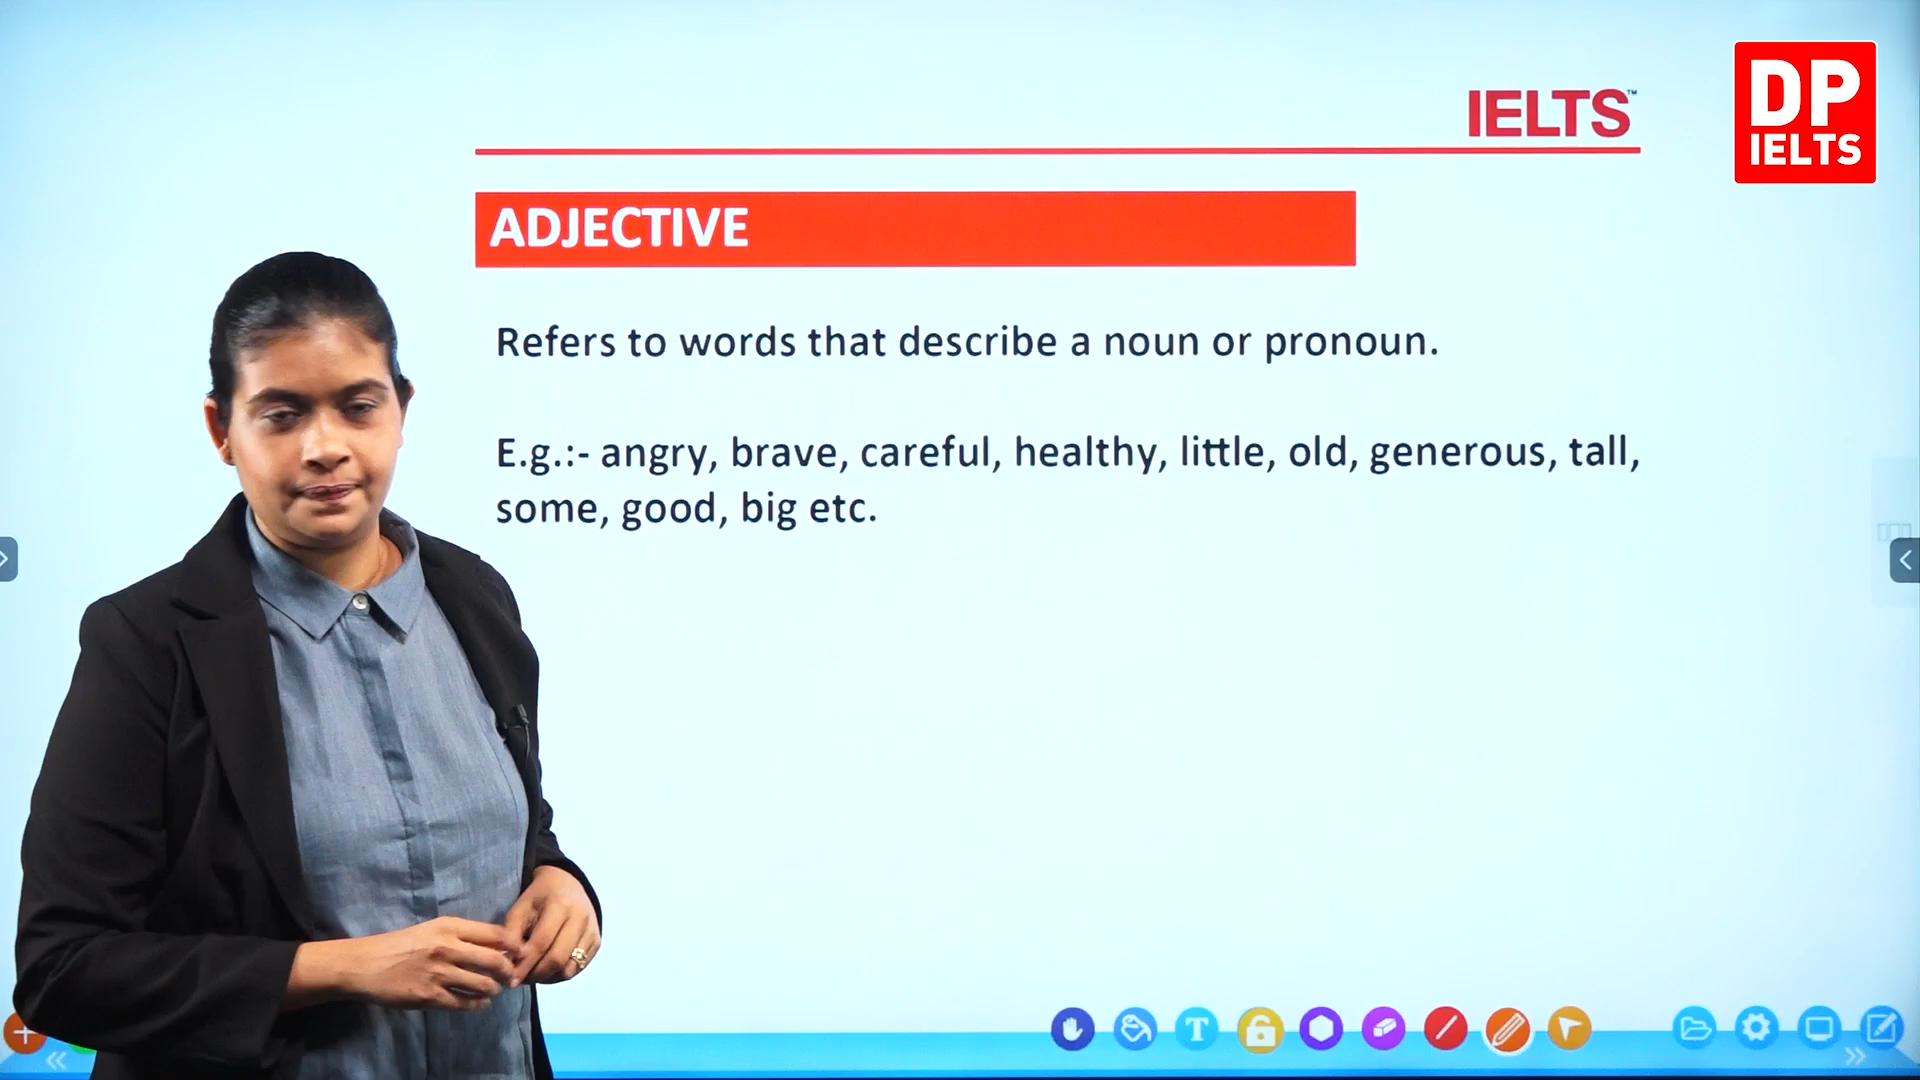 IELTS™
DP
IELTS
ADJECTIVE
Refers to words that describe a noun or pronoun.
E.g.:- angry, brave, careful, healthy, little, old, generous, tall,
some, good, big etc.
T